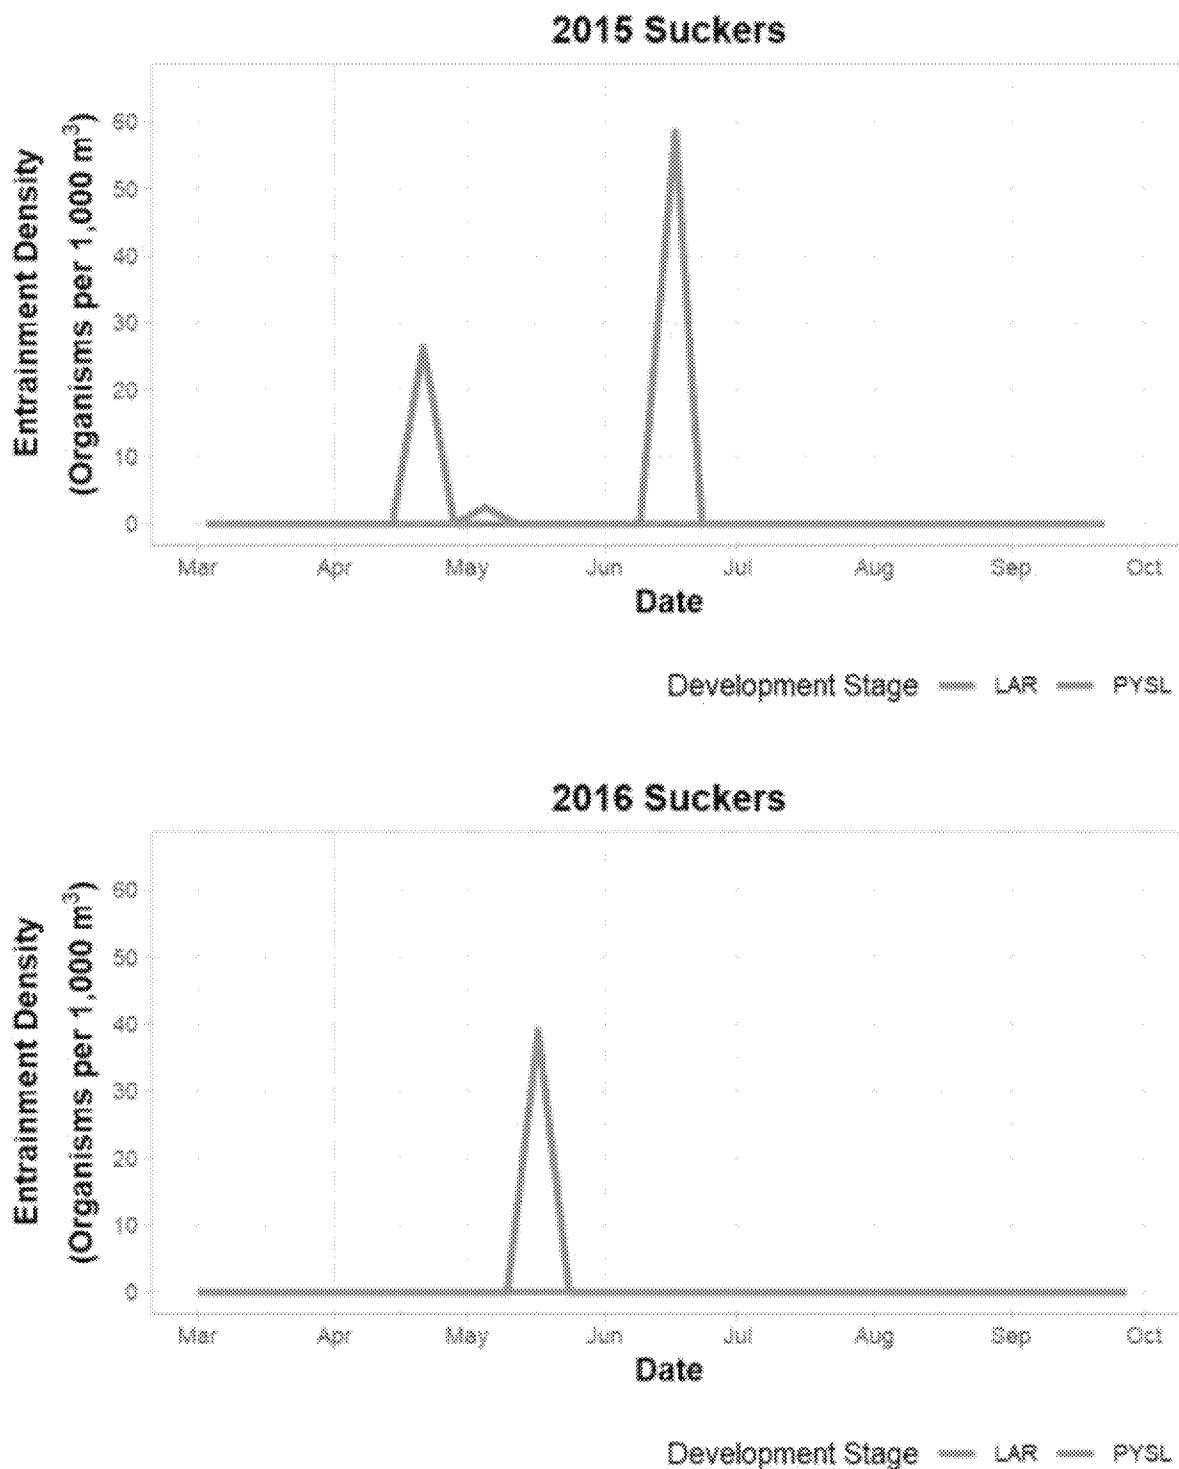 2015 Suckers
Entrainment Density
(Organisms per 1,000 m³)
60
50
40
30
20
10
0
Mar Apr May Jun Jul Aug Sep Oct
Date
Development Stage LAR PYSL
2016 Suckers
Entrainment Density
(Organisms per 1,000 m³)
60
50
40
30
20
10
0
Mar Apr May Jun Jul Aug Sep Oct
Date
Development Stage LAR PYSL